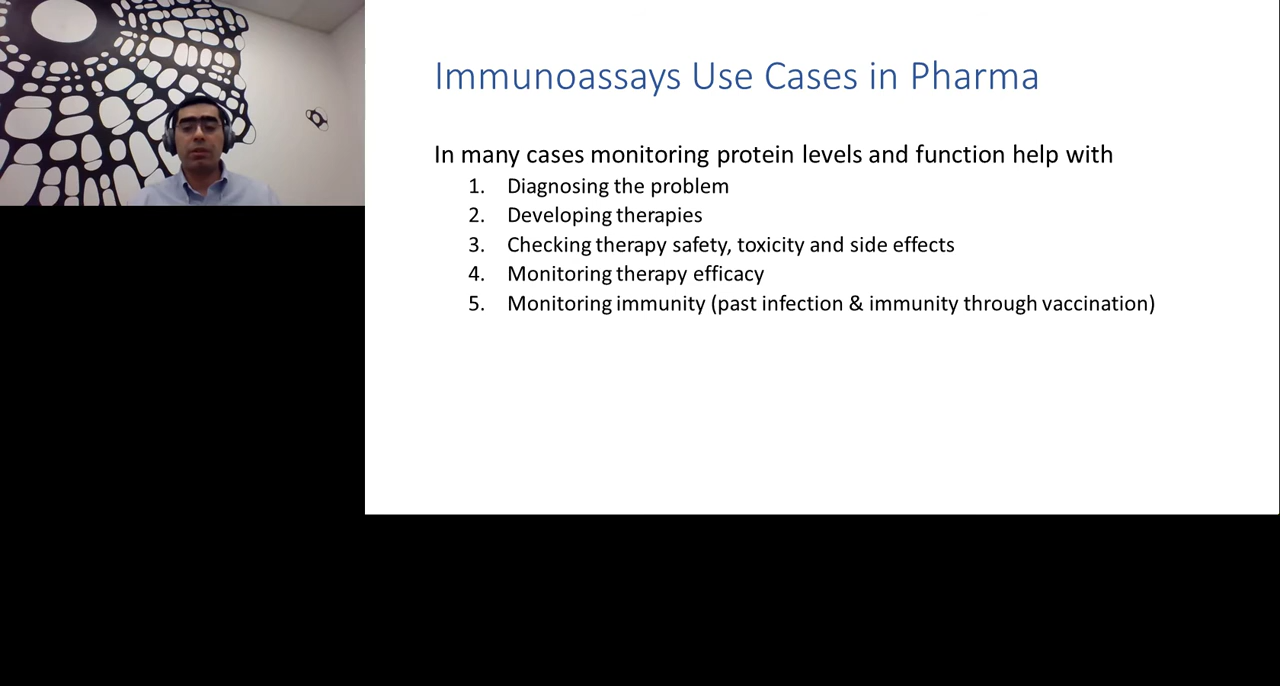 Immunoassays Use Cases in Pharma
In many cases monitoring protein levels and function help with
1. Diagnosing the problem
2. Developing therapies
3. Checking therapy safety, toxicity and side effects
4. Monitoring therapy efficacy
5. Monitoring immunity (past infection & immunity through vaccination)